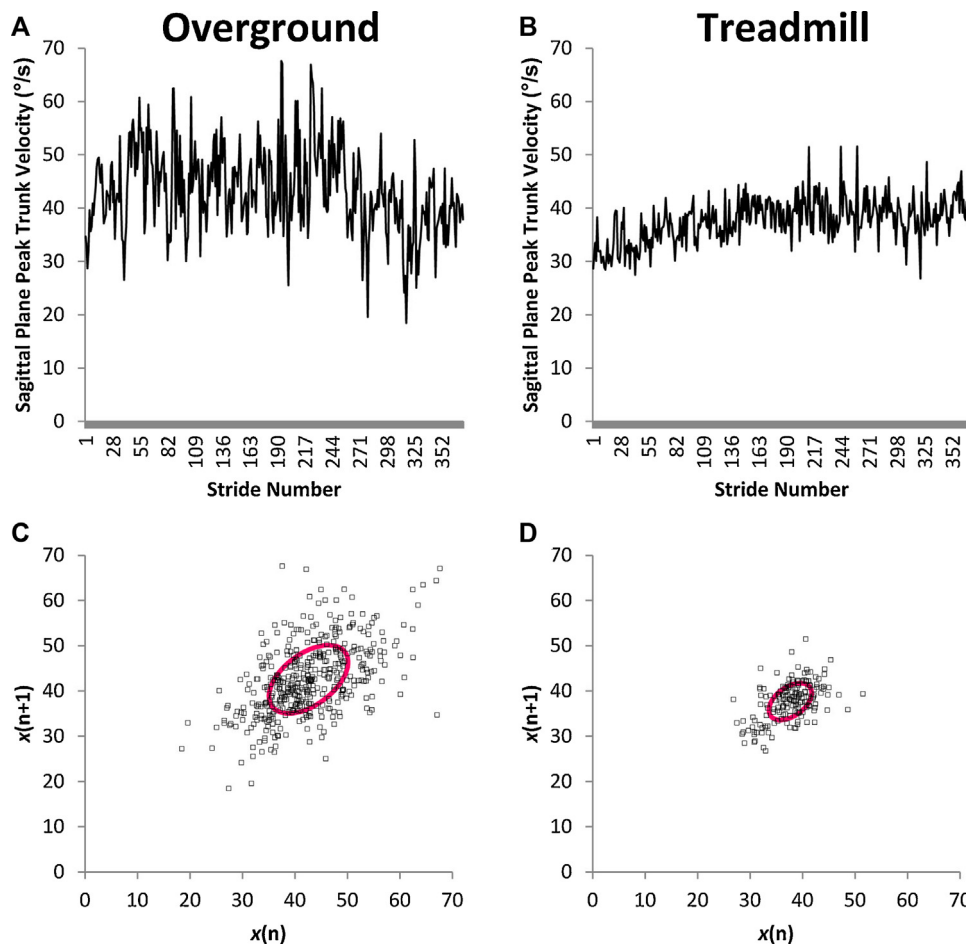 A Overground
Sagittal Plane Peak Trunk Velocity (°/s)
70
60
50
40
30
20
10
0
1 28 55 82 109 136 163 190 217 244 271 298 325 352
Stride Number
B Treadmill
Sagittal Plane Peak Trunk Velocity (°/s)
70
60
50
40
30
20
10
0
1 28 55 82 109 136 163 190 217 244 271 298 325 352
Stride Number
C
x(n+1)
70
60
50
40
30
20
10
0
0 10 20 30 40 50 60 70
x(n)
D
x(n+1)
70
60
50
40
30
20
10
0
0 10 20 30 40 50 60 70
x(n)